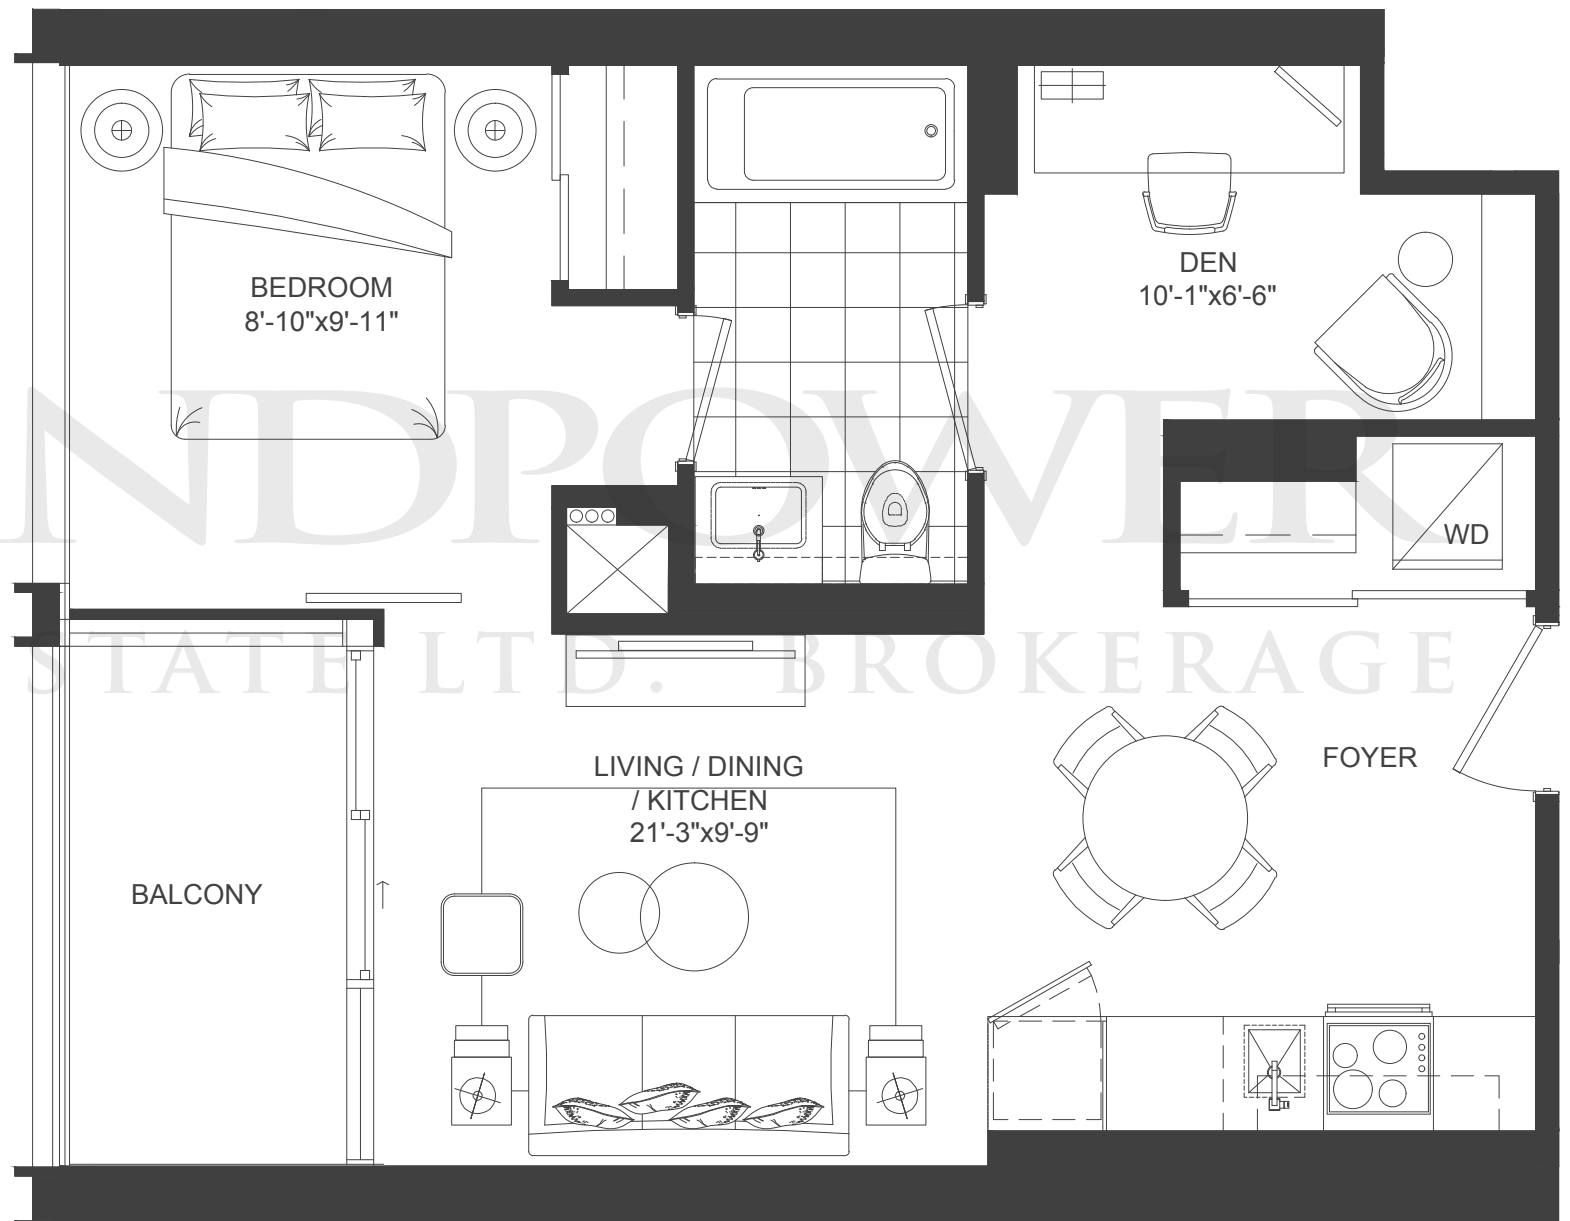 BEDROOM
8'-10"x9'-11"
DEN
10'-1"x6'-6"
NDPOWER
WD
STATE LTD. BROKERAGE
LIVING / DINING
/ KITCHEN
21'-3"x9'-9"
FOYER
BALCONY